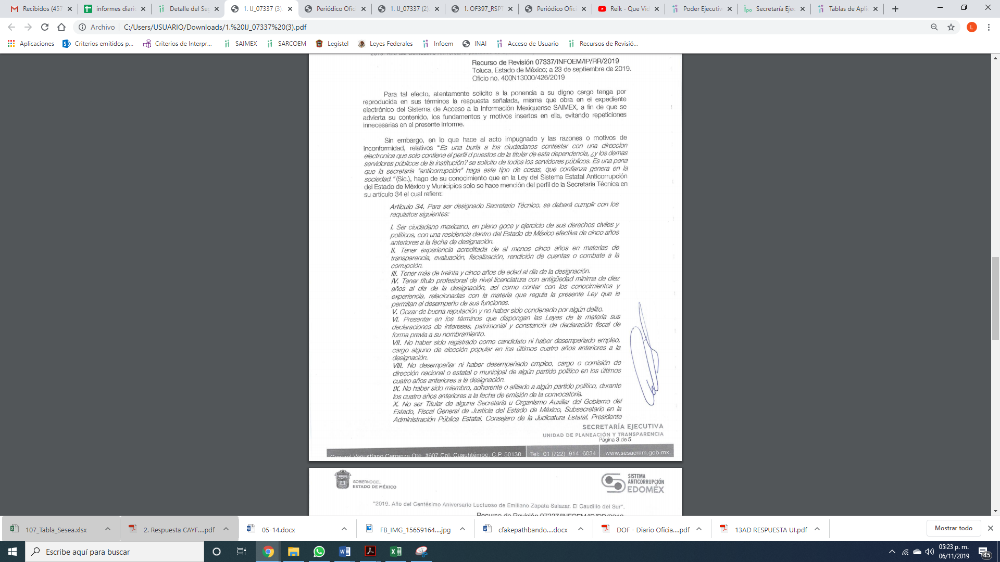 Recibidos (457
informes diari
Detalle del Seg
1. IJ_07337 (3).
Periódico Ofici
1. IJ_07337 (2).
1. OF397_RSPT
Periódico Ofici
Reik - Que Vid
Poder Ejecutiv
Secretaría Ejec
Tablas de Apli
Archivo | C:/Users/USUARIO/Downloads/1.%20IJ_07337%20(3).pdf
L
Aplicaciones
Criterios emitidos p...
Criterios de Interpr...
SAIMEX
SARCOEM
Legistel
Leyes Federales
Infoem
INAI
Acceso de Usuario
Recursos de Revisió...
Recurso de Revisión 07337/INFOEM/IP/RR/2019
Toluca, Estado de México; a 23 de septiembre de 2019.
Oficio no. 400N13000/426/2019
Para tal efecto, atentamente solicito a la ponencia a su digno cargo tenga por
reproducida en sus términos la respuesta señalada, misma que obra en el expediente
electrónico del Sistema de Acceso a la Información Mexiquense SAIMEX, a fin de que se
advierta su contenido, los fundamentos y motivos insertos en ella, evitando repeticiones
innecesarias en el presente informe.
Sin embargo, en lo que hace al acto impugnado y las razones o motivos de
inconformidad, relativos "Es una burla a los ciudadanos contestar con una direccion
electronica que solo contiene el perfil d puestos de la titular de esta dependencia, ¿y los demas
servidores públicos de la institución? se solicito de todos los servidores públicos. Es una pena
que la secretaria "anticorrupción" haga este tipo de cosas, que confianza genera en la
sociedad."(Sic.), hago de su conocimiento que en la Ley del Sistema Estatal Anticorrupción
del Estado de México y Municipios solo se hace mención del perfil de la Secretaria Técnica en
su artículo 34 el cual refiere:
Artículo 34. Para ser designado Secretario Técnico, se deberá cumplir con los
requisitos siguientes:
I. Ser ciudadano mexicano, en pleno goce y ejercicio de sus derechos civiles y
políticos, con una residencia dentro del Estado de México efectiva de cinco años
anteriores a la fecha de designación.
II. Tener experiencia acreditada de al menos cinco años en materias de
transparencia, evaluación, fiscalización, rendición de cuentas o combate a la
corrupción.
III. Tener más de treinta y cinco años de edad al día de la designación.
IV. Tener título profesional de nivel licenciatura con antigüedad mínima de diez
años al día de la designación, así como contar con los conocimientos y
experiencia, relacionadas con la materia que regula la presente Ley que le
permitan el desempeño de sus funciones.
V. Gozar de buena reputación y no haber sido condenado por algún delito.
VI. Presentar en los términos que dispongan las Leyes de la materia sus
declaraciones de intereses, patrimonial y constancia de declaración fiscal de
forma previa a su nombramiento.
VII. No haber sido registrado como candidato ni haber desempeñado empleo,
cargo alguno de elección popular en los últimos cuatro años anteriores a la
designación.
VIII. No desempeñar ni haber desempeñado empleo, cargo o comisión de
dirección nacional o estatal o municipal de algún partido político en los últimos
cuatro años anteriores a la designación.
IX. No haber sido miembro, adherente o afiliado a algún partido político, durante
los cuatro años anteriores a la fecha de emisión de la convocatoria.
X. No ser Titular de alguna Secretaría u Organismo Auxiliar del Gobierno del
Estado, Fiscal General de Justicia del Estado de México, Subsecretario en la
Administración Pública Estatal, Consejero de la Judicatura Estatal, Presidente
SECRETARÍA EJECUTIVA
UNIDAD DE PLANEACIÓN Y TRANSPARENCIA
Página 3 de 5
General Venustiano Carranza Ote. #607 Col. Cuauhtémoc, C.P. 50130 | Tel: 01 (722) 914 6034 | www.sesaemm.gob.mx
GOBIERNO DEL
ESTADO DE MÉXICO
SISTEMA
ANTICORRUPCIÓN
EDOMÉX
"2019. Año del Centésimo Aniversario Luctuoso de Emiliano Zapata Salazar. El Caudillo del Sur".
Recurso de Revisión 07337/INFOEM/IP/RR/2019
107_Tabla_Sesea.xlsx
2. Respuesta CAYF....pdf
05-14.docx
FB_IMG_15659164....jpg
cfakepathbando....docx
DOF - Diario Oficia....pdf
13AD RESPUESTA UI.pdf
Mostrar todo
Escribe aquí para buscar
05:23 p. m.
06/11/2019
45